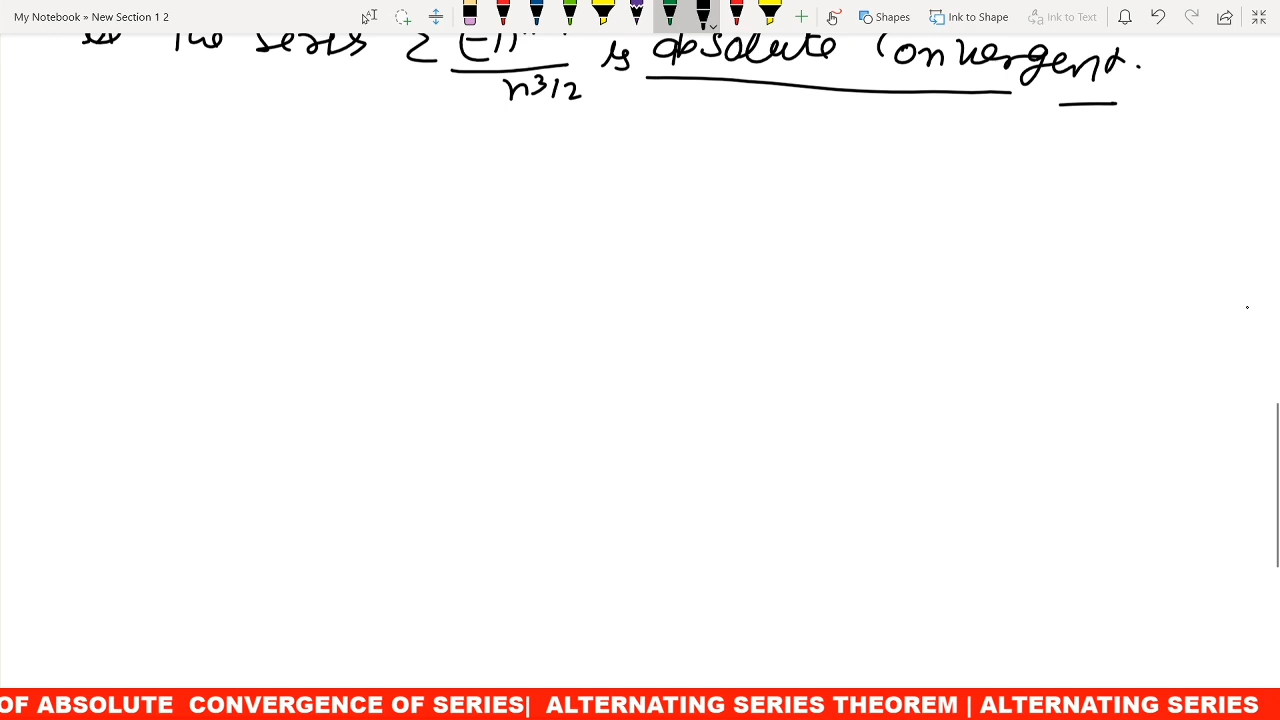 My Notebook » New Section 1 2
Shapes
Ink to Shape
Ink to Text
The series Σ (-1)
n^3/2 is absolute convergent.
OF ABSOLUTE CONVERGENCE OF SERIES| ALTERNATING SERIES THEOREM | ALTERNATING SERIES